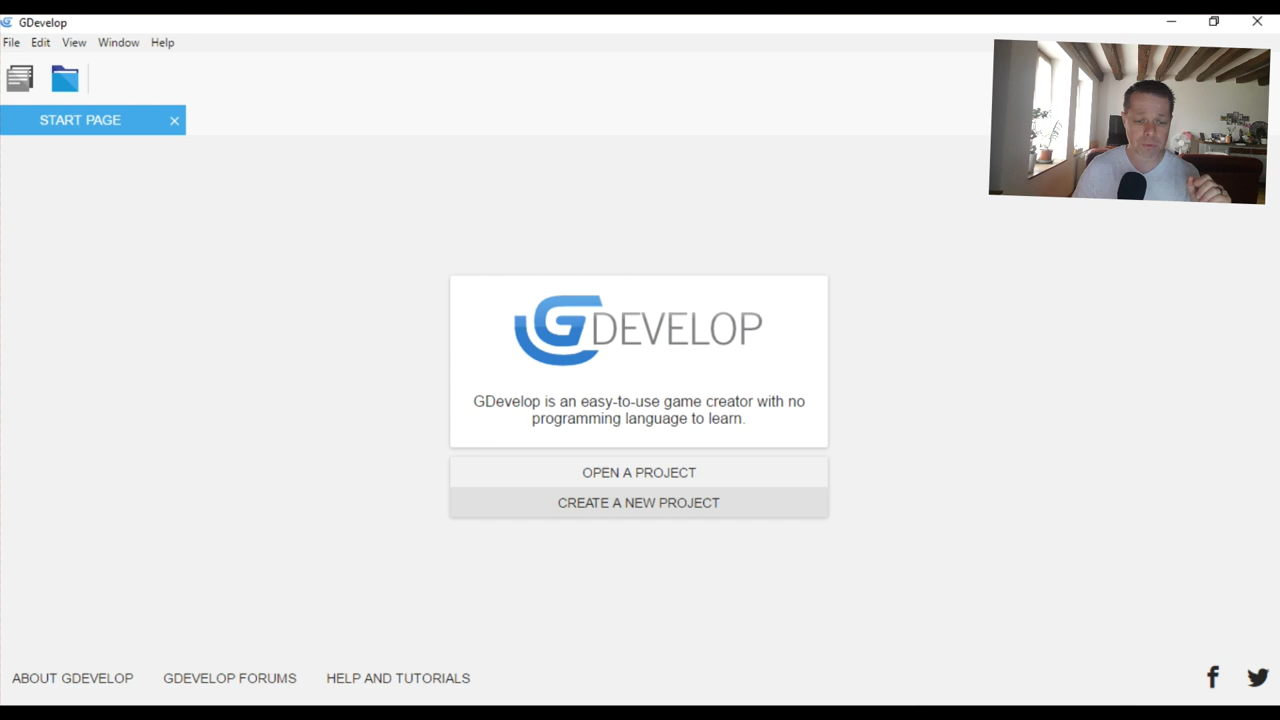 GDevelop
File Edit View Window Help
START PAGE
GDEVELOP
GDevelop is an easy-to-use game creator with no
programming language to learn.
OPEN A PROJECT
CREATE A NEW PROJECT
ABOUT GDEVELOP GDEVELOP FORUMS HELP AND TUTORIALS